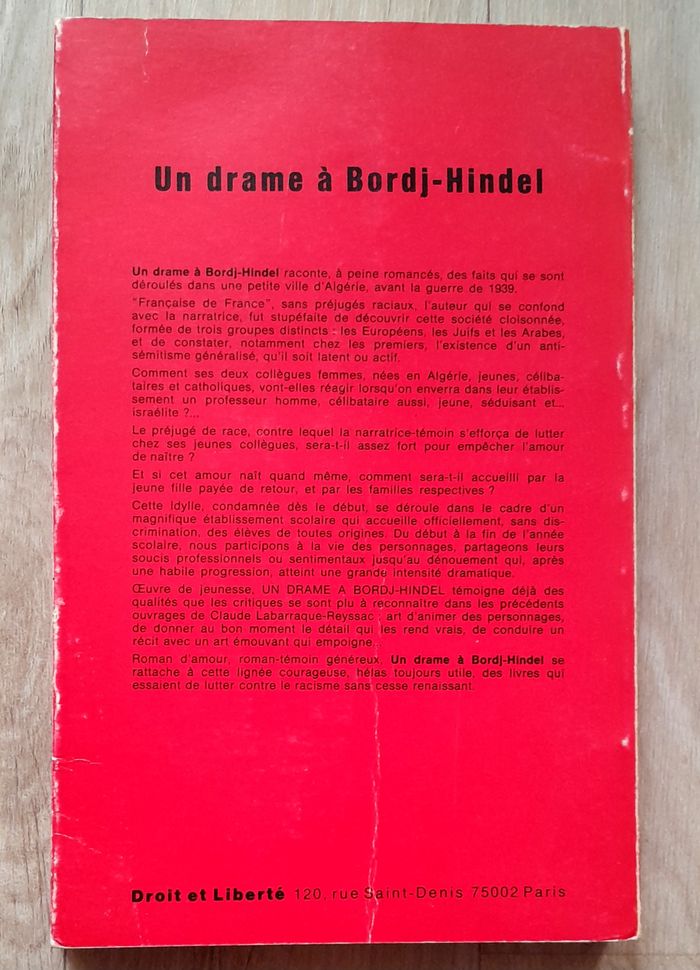 Un drame à Bordj-Hindel
Un drame à Bordj-Hindel raconte, à peine romancés, des faits qui se sont
déroulés dans une petite ville d'Algérie, avant la guerre de 1939.
"Française de France", sans préjugés raciaux, l'auteur qui se confond
avec la narratrice, fut stupéfaite de découvrir cette société cloisonnée,
formée de trois groupes distincts : les Européens, les Juifs et les Arabes,
et de constater, notamment chez les premiers, l'existence d'un anti-
sémitisme généralisé, qu'il soit latent ou actif.
Comment ses deux collègues femmes, nées en Algérie, jeunes, céliba-
taires et catholiques, vont-elles réagir lorsqu'on enverra dans leur établis-
sement un professeur homme, célibataire aussi, jeune, séduisant et...
israélite ?...
Le préjugé de race, contre lequel la narratrice-témoin s'efforça de lutter
chez ses jeunes collègues, sera-t-il assez fort pour empêcher l'amour
de naître ?
Et si cet amour naît quand même, comment sera-t-il accueilli par la
jeune fille payée de retour, et par les familles respectives ?
Cette idylle, condamnée dès le début, se déroule dans le cadre d'un
magnifique établissement scolaire qui accueille officiellement, sans dis-
crimination, des élèves de toutes origines. Du début à la fin de l'année
scolaire, nous participons à la vie des personnages, partageons leurs
soucis professionnels ou sentimentaux jusqu'au dénouement qui, après
une habile progression, atteint une grande intensité dramatique.
Œuvre de jeunesse, UN DRAME A BORDJ-HINDEL témoigne déjà des
qualités que les critiques se sont plu à reconnaître dans les précédents
ouvrages de Claude Labarraque-Reyssac : art d'animer des personnages,
de donner au bon moment le détail qui les rend vrais, de conduire un
récit avec un art émouvant qui empoigne...
Roman d'amour, roman-témoin généreux, Un drame à Bordj-Hindel se
rattache à cette lignée courageuse, hélas toujours utile, des livres qui
essaient de lutter contre le racisme sans cesse renaissant.
Droit et Liberté 120, rue Saint-Denis 75002 Paris